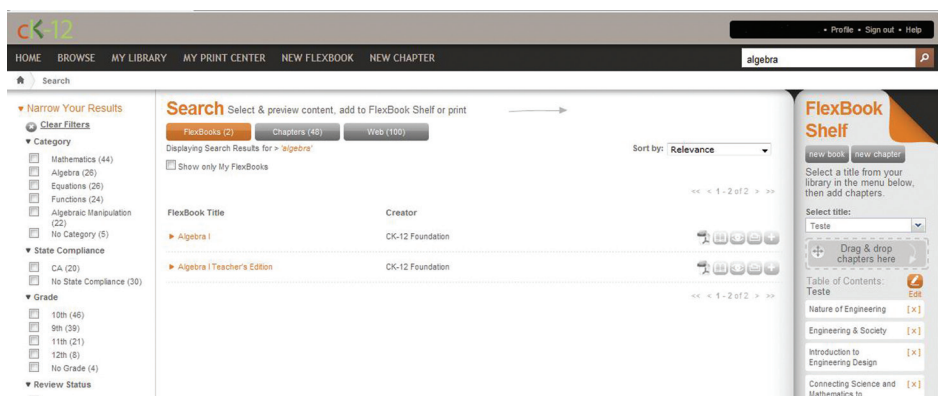 cK-12
• Profile • Sign out • Help
HOME BROWSE MY LIBRARY MY PRINT CENTER NEW FLEXBOOK NEW CHAPTER
algebra
Search
▼ Narrow Your Results
Clear Filters
▼ Category
Mathematics (44)
Algebra (26)
Equations (26)
Functions (24)
Algebraic Manipulation
(22)
No Category (5)
▼ State Compliance
CA (20)
No State Compliance (30)
▼ Grade
10th (46)
9th (39)
11th (21)
12th (8)
No Grade (4)
▼ Review Status
Search Select & preview content, add to FlexBook Shelf or print
FlexBooks (2) Chapters (48) Web (100)
Displaying Search Results for > 'algebra'
Sort by: Relevance
Show only My FlexBooks
<< < 1 - 2 of 2 > >>
FlexBook Title Creator
► Algebra I CK-12 Foundation
► Algebra I Teacher's Edition CK-12 Foundation
<< < 1 - 2 of 2 > >>
FlexBook
Shelf
new book new chapter
Select a title from your
library in the menu below,
then add chapters.
Select title:
Teste
Drag & drop
chapters here
Table of Contents:
Teste
Edit
Nature of Engineering [x]
Engineering & Society [x]
Introduction to [x]
Engineering Design
Connecting Science and [x]
Mathematics to